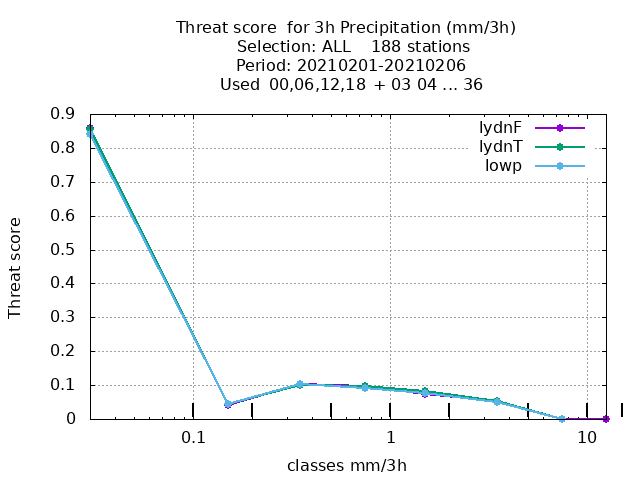 Threat score  for 3h Precipitation (mm/3h)
Selection: ALL    188 stations
Period: 20210201-20210206
Used  00,06,12,18  + 03 04 ... 36
lydnF
lydnT
lowp
Threat score
0.9
0.8
0.7
0.6
0.5
0.4
0.3
0.2
0.1
0
0.1
1
10
classes mm/3h